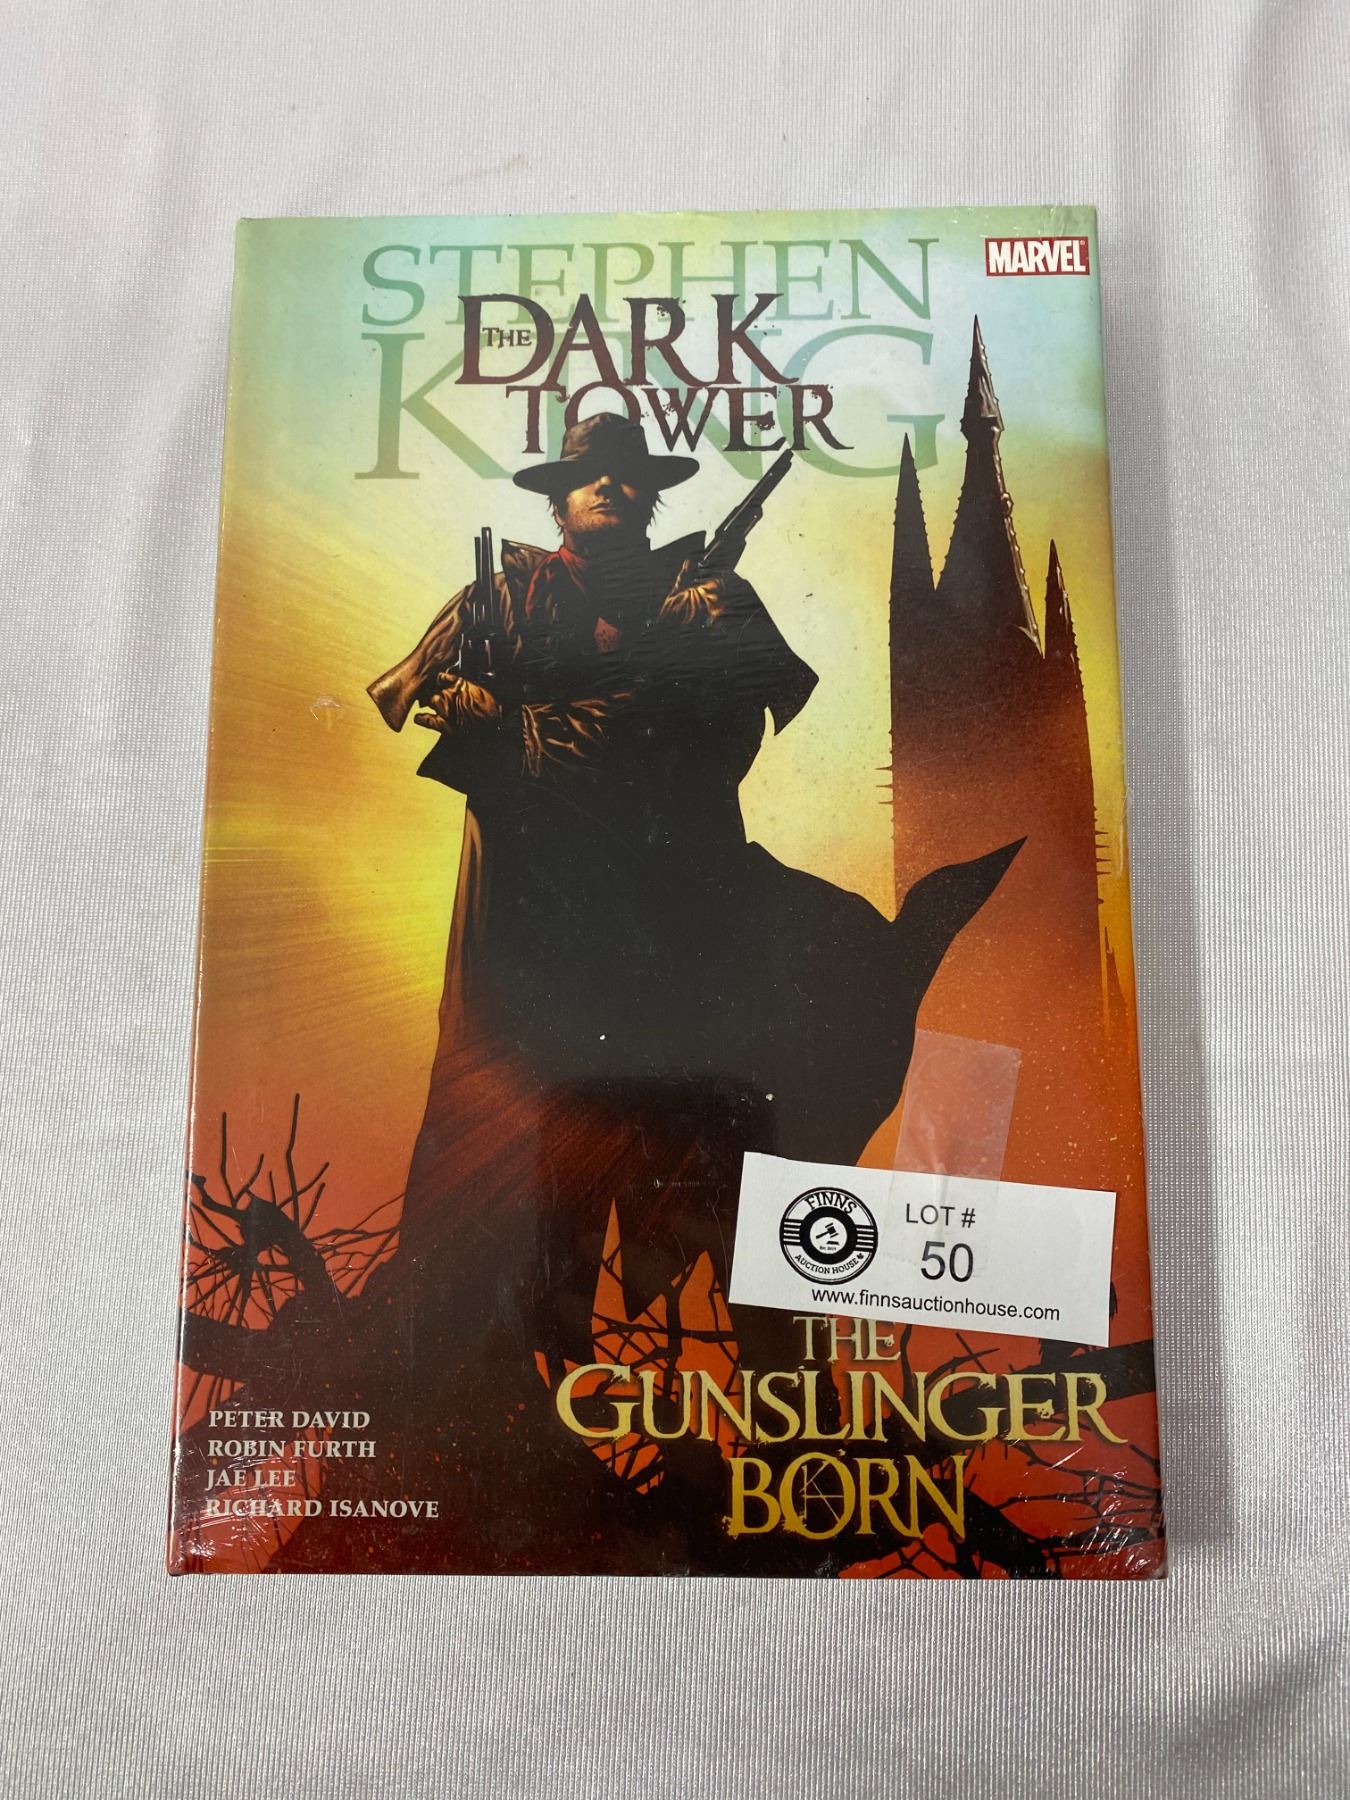 STEPHEN
KING
THE DARK
TOWER
MARVEL
FINNS
AUCTION HOUSE
LOT #
50
www.finnsauctionhouse.com
THE
GUNSLINGER
BORN
PETER DAVID
ROBIN FURTH
JAE LEE
RICHARD ISANOVE